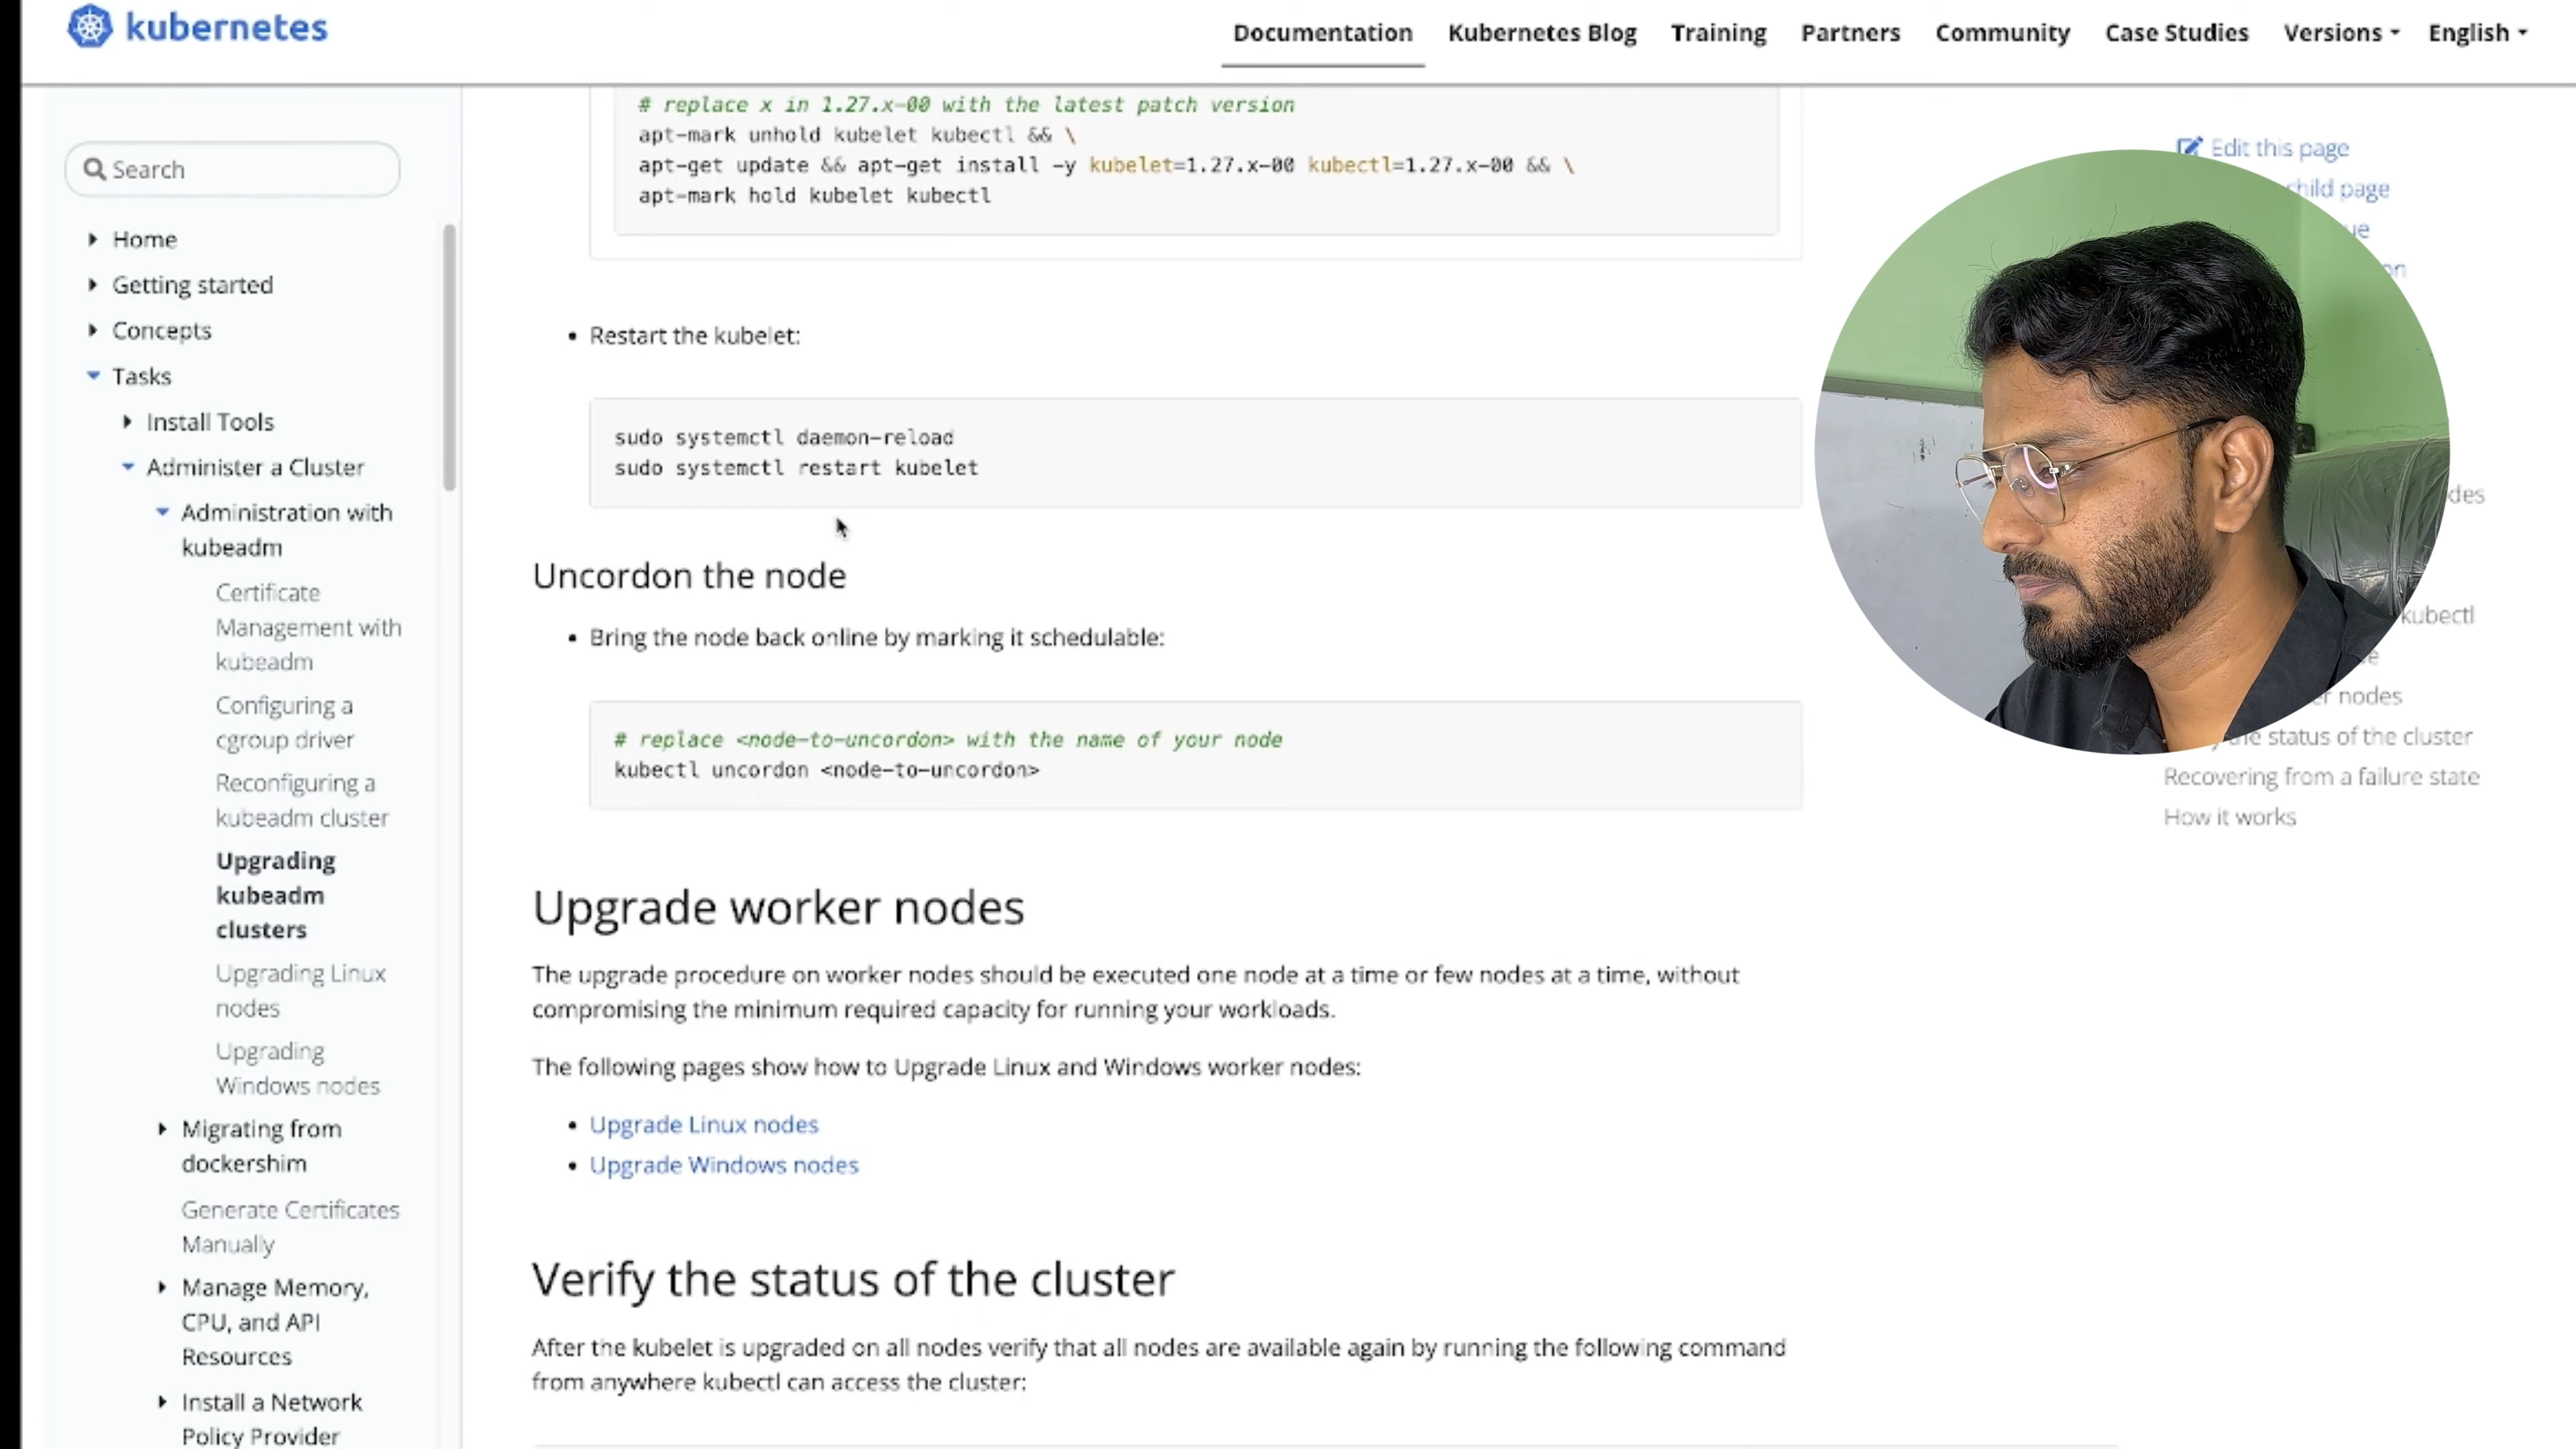 kubernetes
Documentation
Kubernetes Blog
Training
Partners
Community
Case Studies
Versions
English
Search
Home
Getting started
Concepts
Tasks
Install Tools
Administer a Cluster
Administration with
kubeadm
Certificate
Management with
kubeadm
Configuring a
cgroup driver
Reconfiguring a
kubeadm cluster
Upgrading
kubeadm
clusters
Upgrading Linux
nodes
Upgrading
Windows nodes
Migrating from
dockershim
Generate Certificates
Manually
Manage Memory,
CPU, and API
Resources
Install a Network
Policy Provider
# replace x in 1.27.x-00 with the latest patch version
apt-mark unhold kubelet kubectl && \
apt-get update && apt-get install -y kubelet=1.27.x-00 kubectl=1.27.x-00 && \
apt-mark hold kubelet kubectl
• Restart the kubelet:
sudo systemctl daemon-reload
sudo systemctl restart kubelet
Uncordon the node
• Bring the node back online by marking it schedulable:
# replace <node-to-uncordon> with the name of your node
kubectl uncordon <node-to-uncordon>
Upgrade worker nodes
The upgrade procedure on worker nodes should be executed one node at a time or few nodes at a time, without
compromising the minimum required capacity for running your workloads.
The following pages show how to Upgrade Linux and Windows worker nodes:
• Upgrade Linux nodes
• Upgrade Windows nodes
Verify the status of the cluster
After the kubelet is upgraded on all nodes verify that all nodes are available again by running the following command
from anywhere kubectl can access the cluster:
Edit this page
child page
kubectl
nodes
the status of the cluster
Recovering from a failure state
How it works